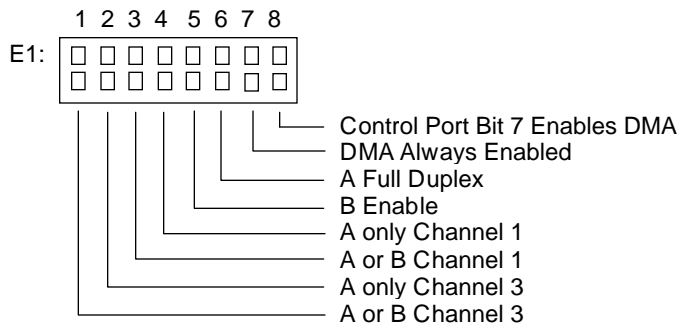 1 2 3 4 5 6 7 8
E1:
Control Port Bit 7 Enables DMA
DMA Always Enabled
A Full Duplex
B Enable
A only Channel 1
A or B Channel 1
A only Channel 3
A or B Channel 3